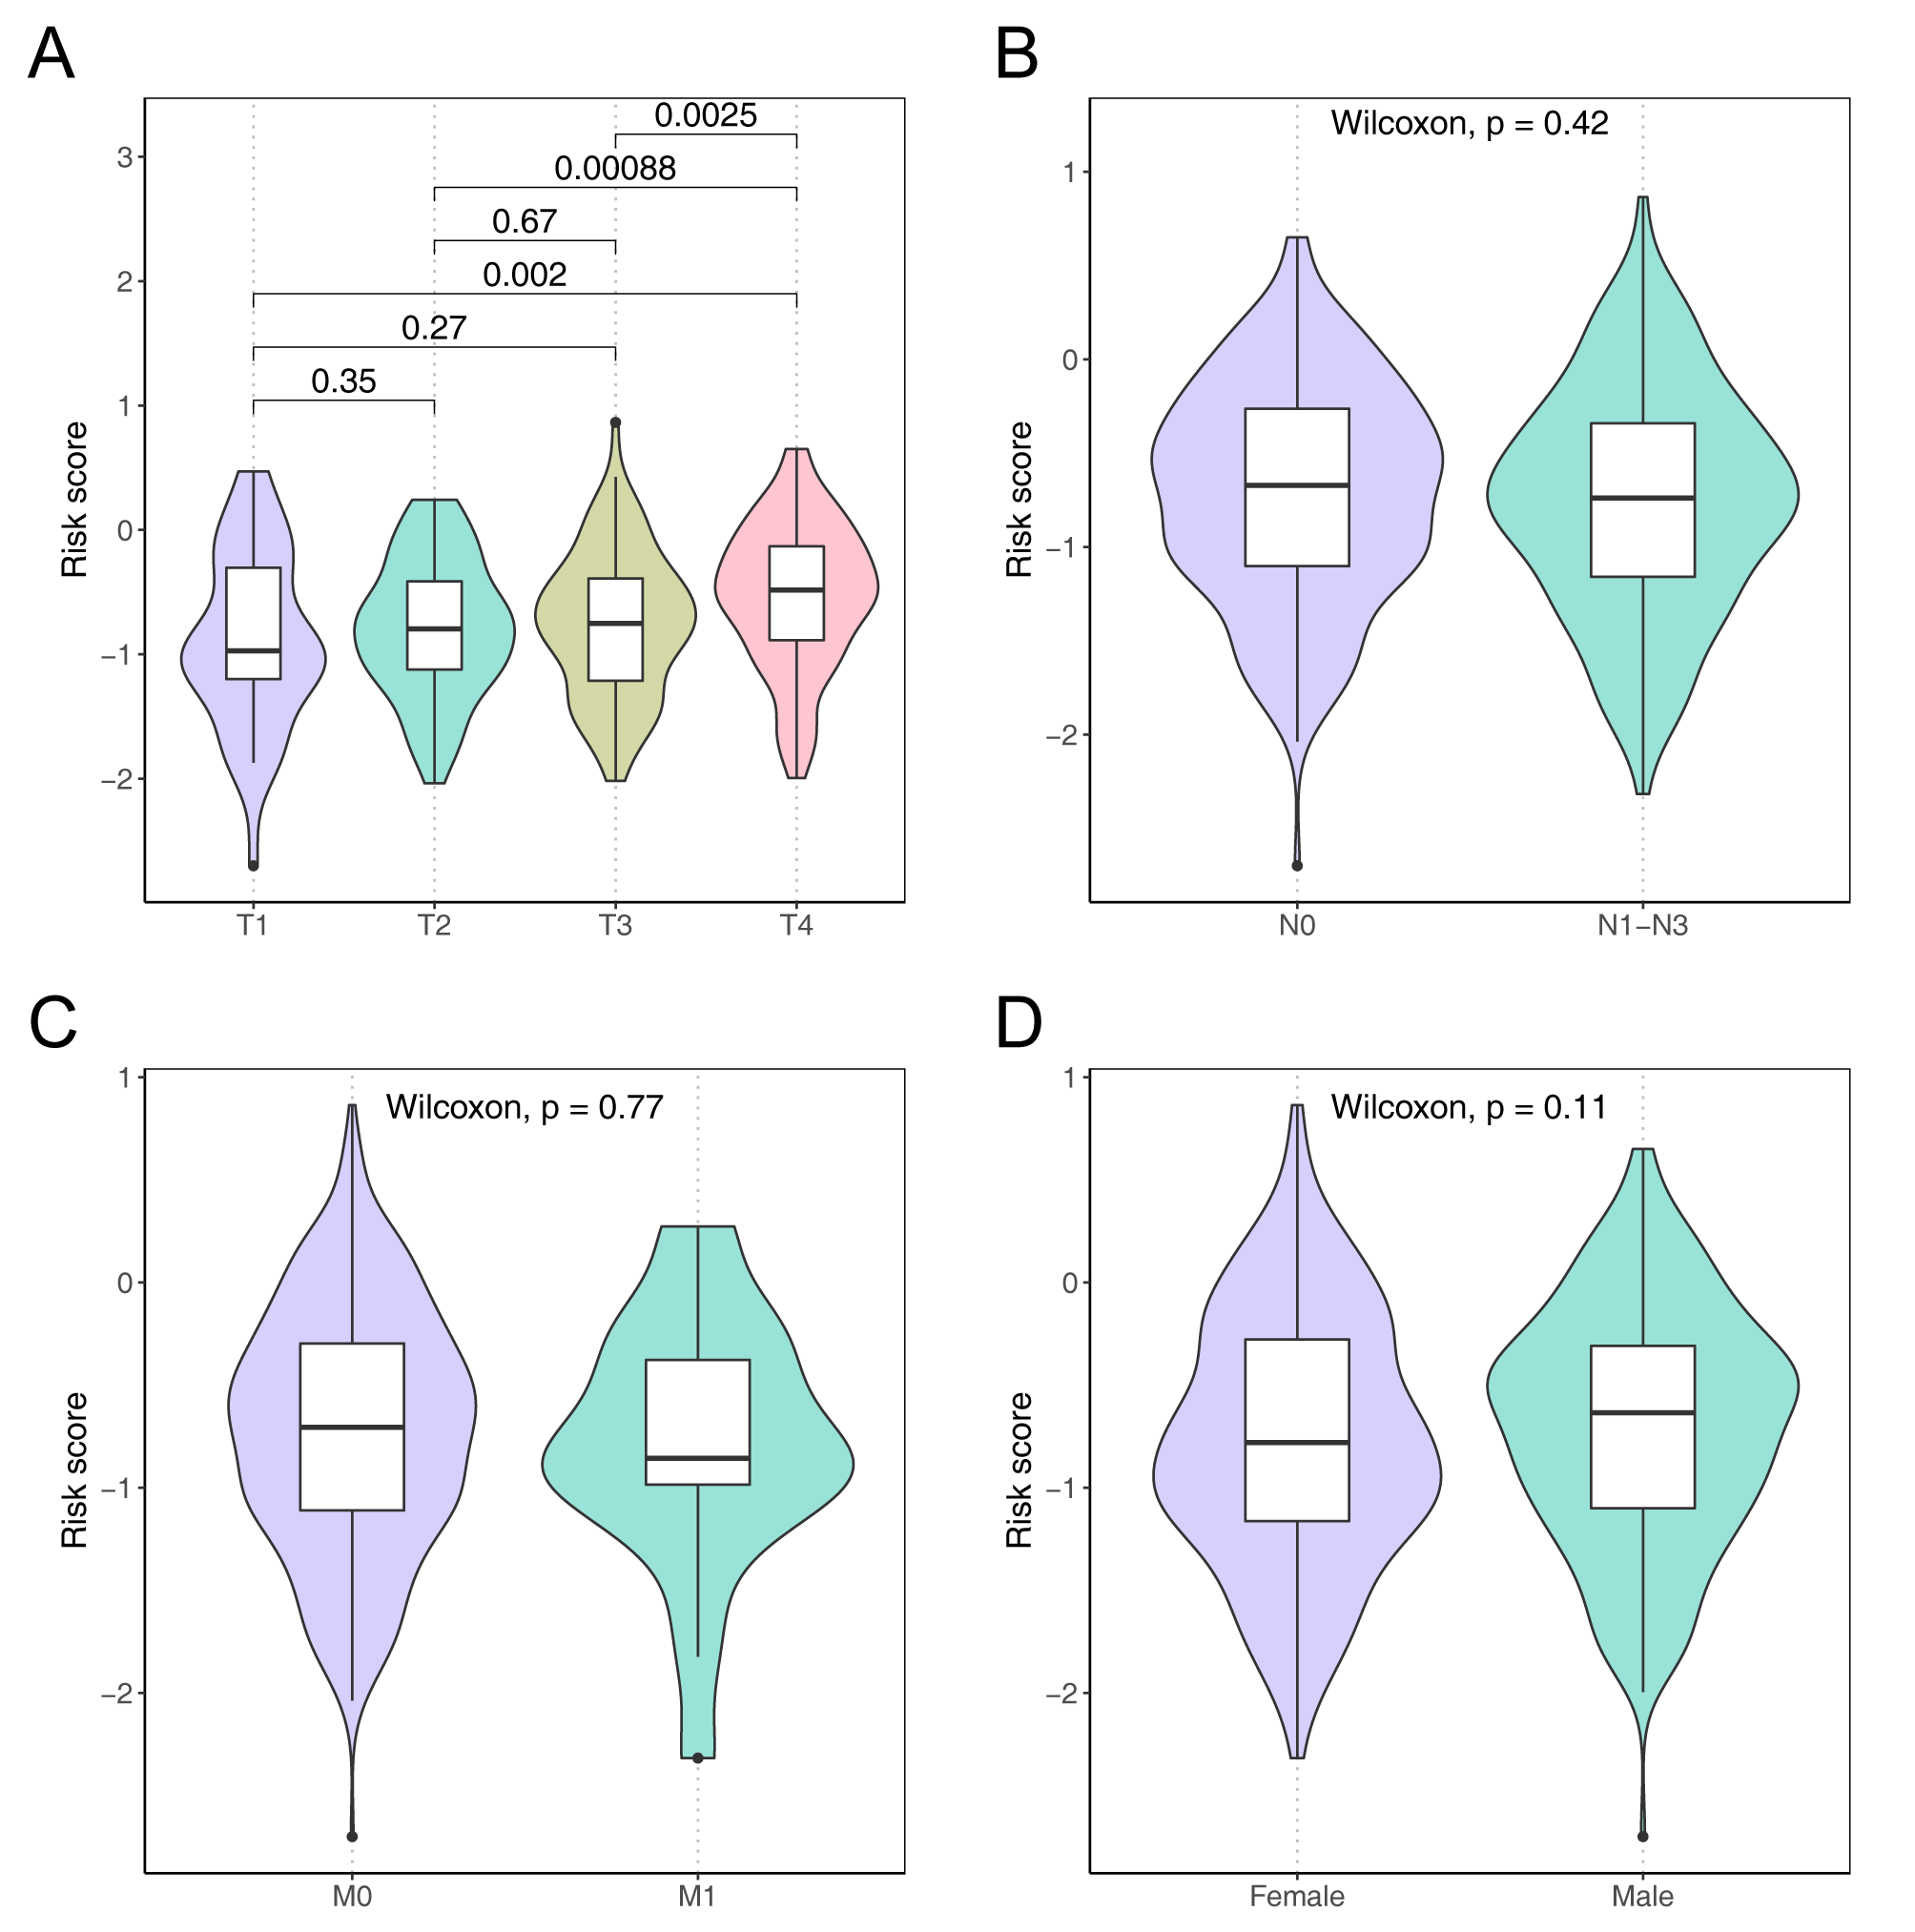 A
0.0025
0.00088
0.67
0.002
0.27
0.35
3
2
1
0
−1
−2
Risk score
T1 T2 T3 T4
B
Wilcoxon, p = 0.42
1
0
−1
−2
Risk score
N0 N1−N3
C
Wilcoxon, p = 0.77
1
0
−1
−2
Risk score
M0 M1
D
Wilcoxon, p = 0.11
1
0
−1
−2
Risk score
Female Male